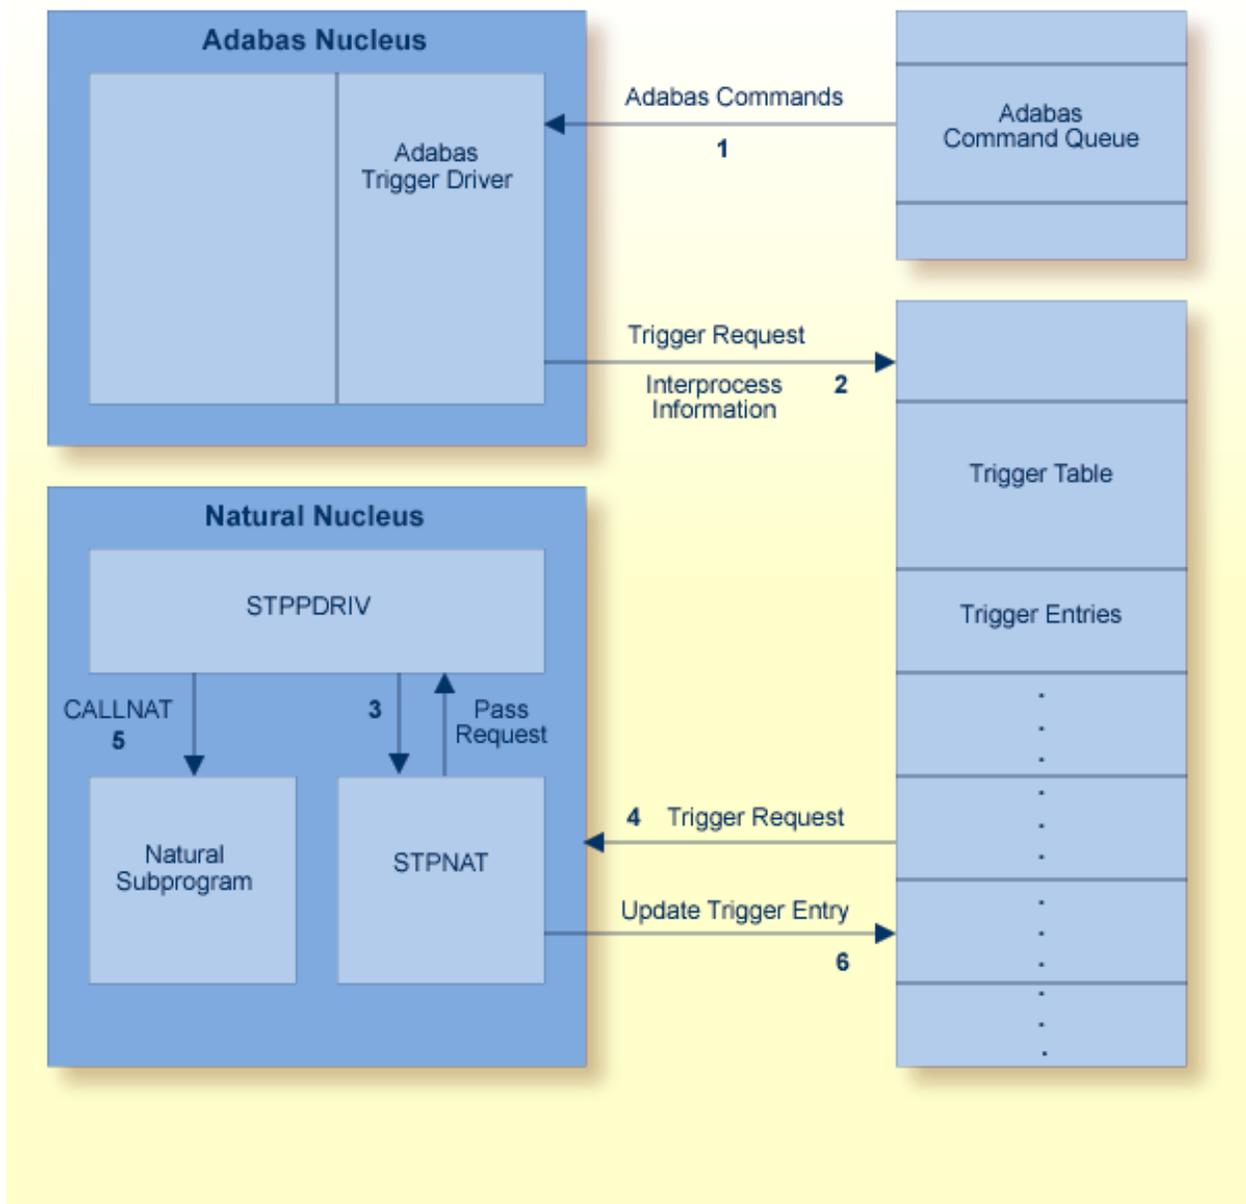 Adabas Nucleus
Adabas
Trigger Driver
Adabas Commands
1
Adabas
Command Queue
Trigger Request
Interprocess
Information
2
Trigger Table
Trigger Entries
Natural Nucleus
STPPDRIV
CALLNAT
5
3
Pass
Request
Natural
Subprogram
STPNAT
4 Trigger Request
Update Trigger Entry
6